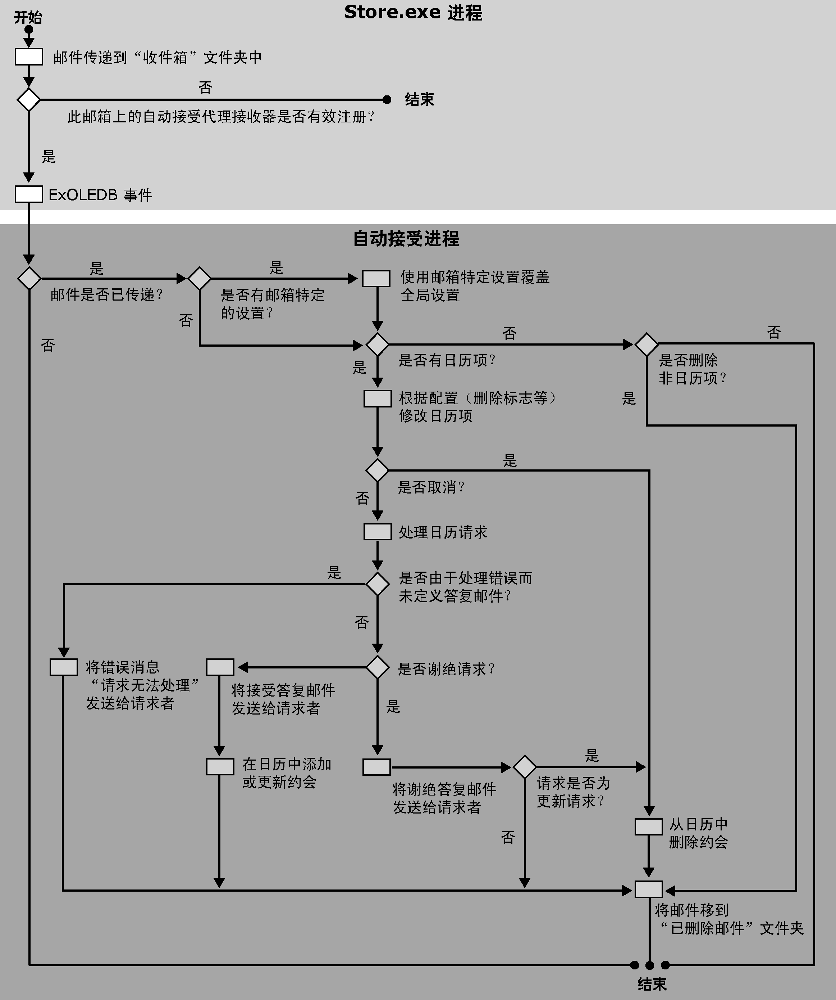 Store.exe 进程
开始
邮件传递到“收件箱”文件夹中
否
结束
此邮箱上的自动接受代理接收器是否有效注册？
是
ExOLEDB 事件
自动接受进程
是
邮件是否已传递？
否
是
是否有邮箱特定
的设置？
否
使用邮箱特定设置覆盖
全局设置
否
是否有日历项？
是
否
是否删除
非日历项？
是
根据配置（删除标志等）
修改日历项
是
是否取消？
否
处理日历请求
是
是否由于处理错误而
未定义答复邮件？
否
将错误消息
“请求无法处理”
发送给请求者
将接受答复邮件
发送给请求者
是否谢绝请求？
是
在日历中添加
或更新约会
将谢绝答复邮件
发送给请求者
是
请求是否为
更新请求？
否
从日历中
删除约会
将邮件移到
“已删除邮件”文件夹
结束